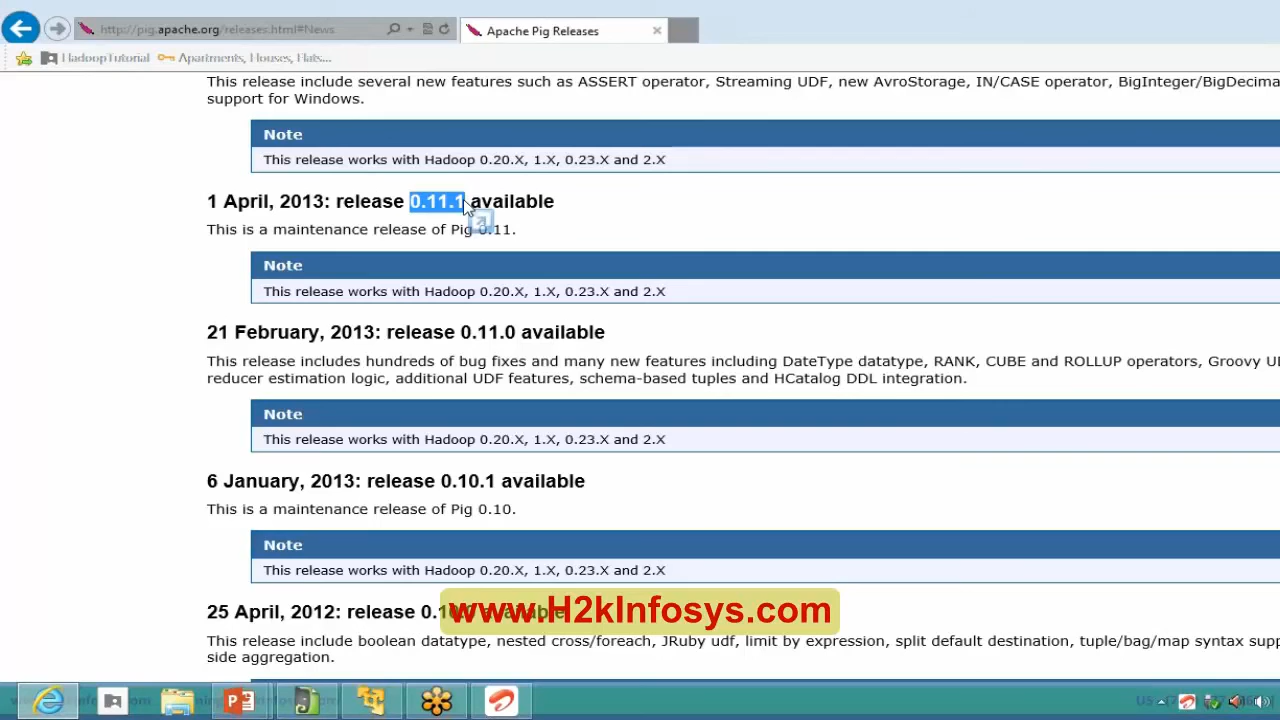 http://pig.apache.org/releases.html#News
Apache Pig Releases
HadoopTutorial
Apartments, Houses, Flats...
This release include several new features such as ASSERT operator, Streaming UDF, new AvroStorage, IN/CASE operator, BigInteger/BigDecima
support for Windows.
Note
This release works with Hadoop 0.20.X, 1.X, 0.23.X and 2.X
1 April, 2013: release 0.11.1 available
This is a maintenance release of Pig 0.11.
Note
This release works with Hadoop 0.20.X, 1.X, 0.23.X and 2.X
21 February, 2013: release 0.11.0 available
This release includes hundreds of bug fixes and many new features including DateType datatype, RANK, CUBE and ROLLUP operators, Groovy U
reducer estimation logic, additional UDF features, schema-based tuples and HCatalog DDL integration.
Note
This release works with Hadoop 0.20.X, 1.X, 0.23.X and 2.X
6 January, 2013: release 0.10.1 available
This is a maintenance release of Pig 0.10.
Note
This release works with Hadoop 0.20.X, 1.X, 0.23.X and 2.X
25 April, 2012: release 0.10.0 available
www.H2kInfosys.com
This release include boolean datatype, nested cross/foreach, JRuby udf, limit by expression, split default destination, tuple/bag/map syntax supp
side aggregation.
US